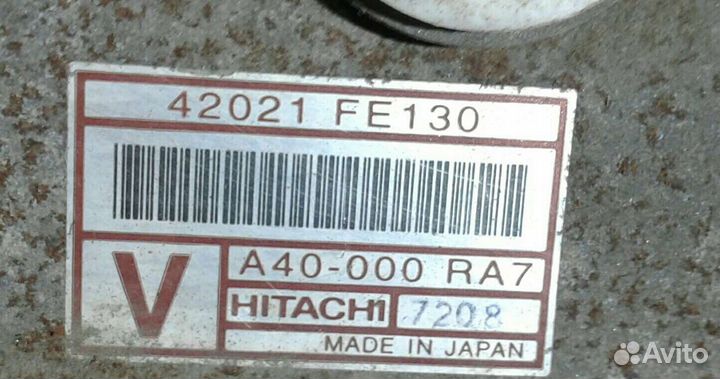 42021 FE130
V
A40-000 RA7
HITACHI 7208
MADE IN JAPAN
Avito